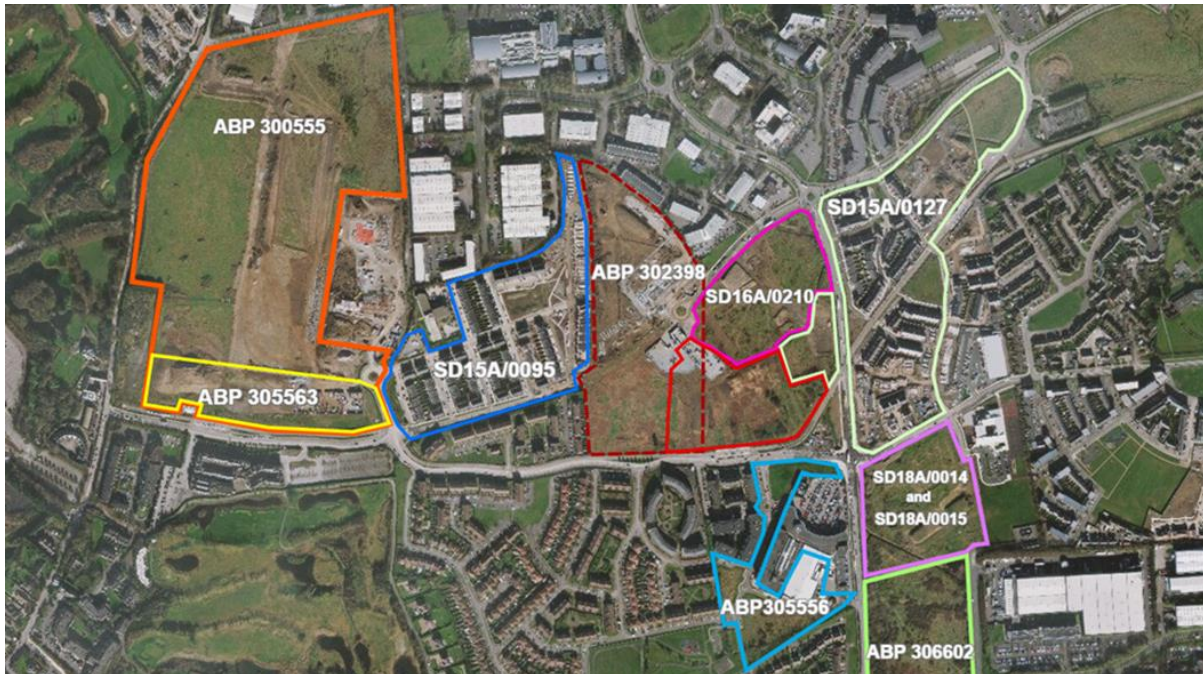 ABP 300555
SD15A/0127
ABP 302398
SD16A/0210
SD15A/0095
ABP 305563
SD18A/0014
and
SD18A/0015
ABP305556
ABP 306602